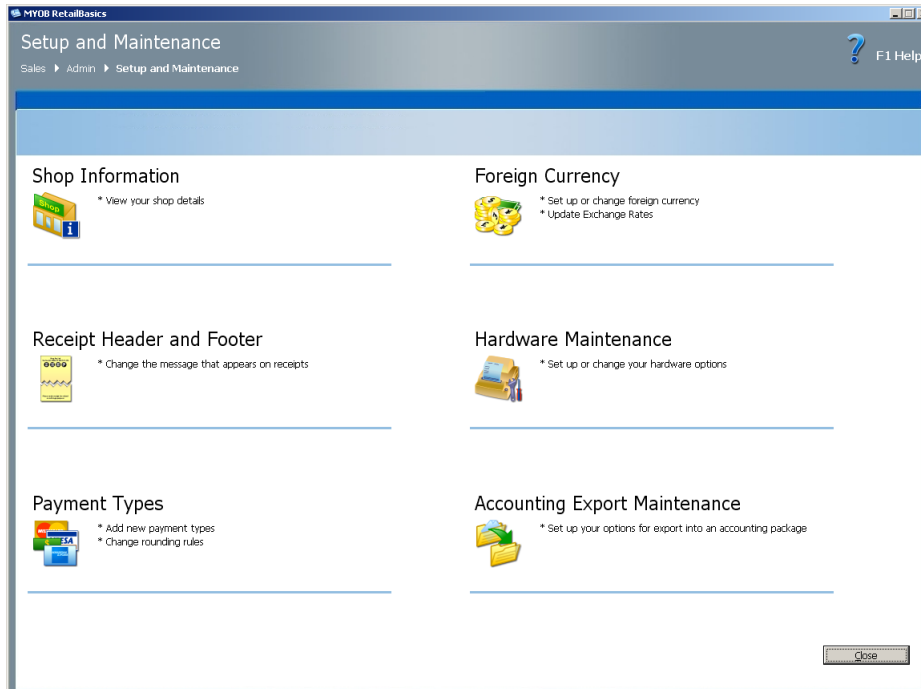 MYOB RetailBasics
Setup and Maintenance
Sales ▶ Admin ▶ Setup and Maintenance
F1 Help
Shop Information
Shop
* View your shop details
Foreign Currency
* Set up or change foreign currency
* Update Exchange Rates
Receipt Header and Footer
* Change the message that appears on receipts
Hardware Maintenance
* Set up or change your hardware options
Payment Types
* Add new payment types
* Change rounding rules
Accounting Export Maintenance
* Set up your options for export into an accounting package
Close